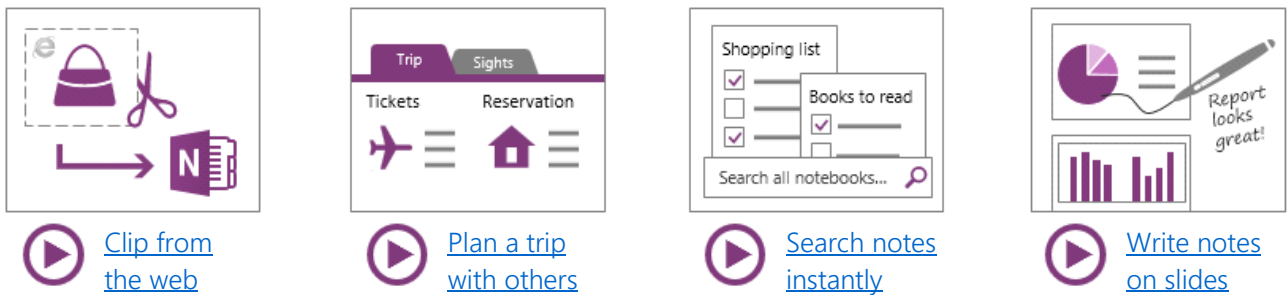 Trip
Sights
Tickets
Reservation
Shopping list
Books to read
Search all notebooks...
Report
looks
great!
N
Clip from
the web
Plan a trip
with others
Search notes
instantly
Write notes
on slides